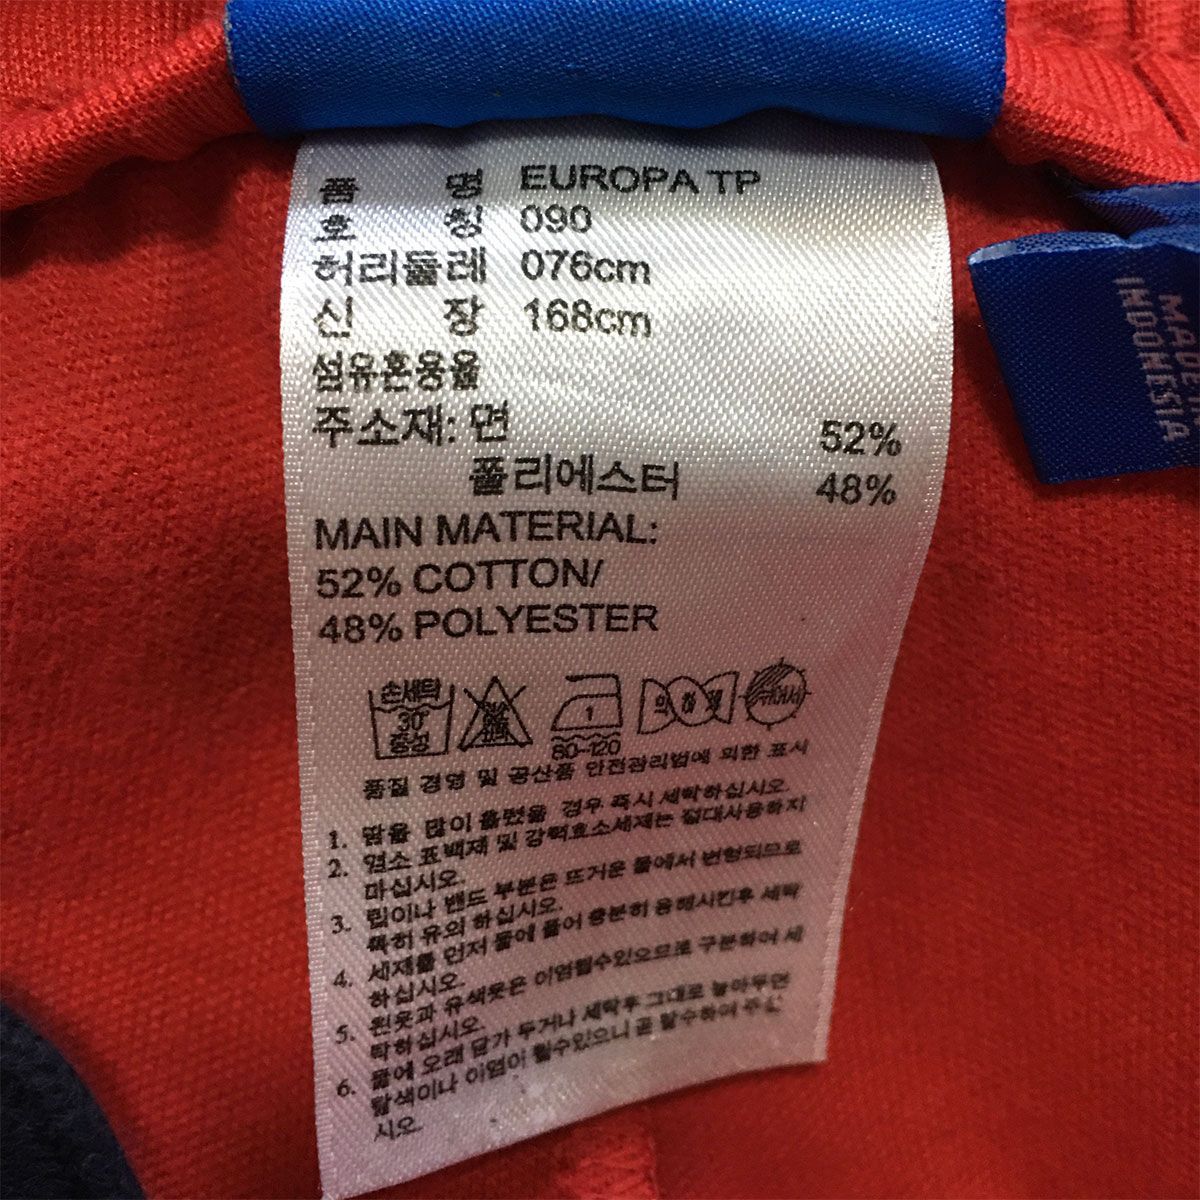 품 명 EUROPA TP
호 칭 090
허리둘레 076cm
신 장 168cm
섬유혼용율
주소재: 면 52%
폴리에스터 48%
MAIN MATERIAL:
52% COTTON/
48% POLYESTER
손세탁
30°
중성
1
80-120
약하게
품질 경영 및 공산품 안전관리법에 의한 표시
1. 땀을 많이 흘렸을 경우 즉시 세탁하십시오.
2. 염소 표백제 및 강력효소세제는 절대사용하지
마십시오.
3. 립이나 밴드 부분은 뜨거운 물에서 변형되므로
특히 유의 하십시오.
4. 세제를 먼저 물에 풀어 충분히 용해시킨후 세탁
하십시오.
5. 흰옷과 유색옷은 이염될수있으므로 구분하여 세
탁하십시오.
6. 물에 오래 담가 두거나 세탁후 그대로 놓아두면
탈색이나 이염이 될수있으니 곧 탈수하여 주십
시오.
MADE
INDONESIA